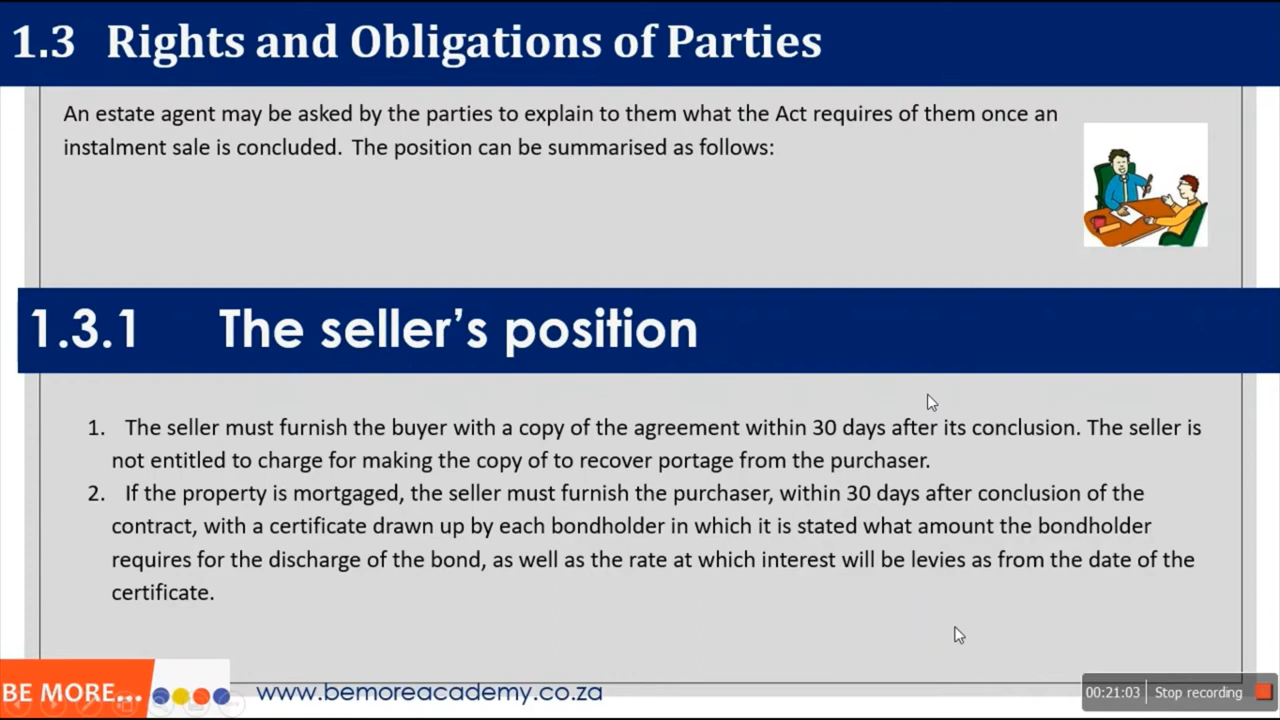 1.3 Rights and Obligations of Parties
An estate agent may be asked by the parties to explain to them what the Act requires of them once an
instalment sale is concluded. The position can be summarised as follows:
1.3.1 The seller's position
1. The seller must furnish the buyer with a copy of the agreement within 30 days after its conclusion. The seller is
not entitled to charge for making the copy of to recover portage from the purchaser.
2. If the property is mortgaged, the seller must furnish the purchaser, within 30 days after conclusion of the
contract, with a certificate drawn up by each bondholder in which it is stated what amount the bondholder
requires for the discharge of the bond, as well as the rate at which interest will be levies as from the date of the
certificate.
BE MORE...
www.bemoreacademy.co.za
00:21:03 Stop recording